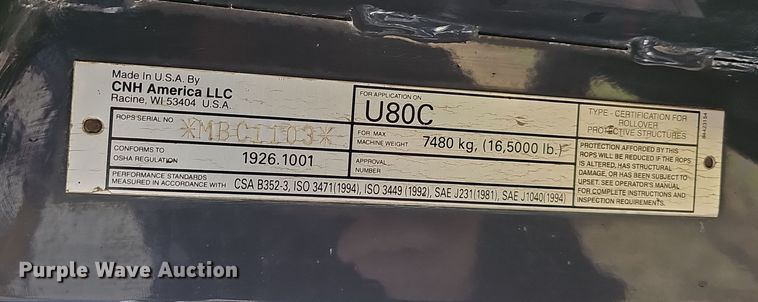 Made In U.S.A. By
CNH America LLC
Racine, WI 53404 U.S.A.
ROPS SERIAL NO.
*MBC1103*
CONFORMS TO
OSHA REGULATION
1926.1001
PERFORMANCE STANDARDS
MEASURED IN ACCORDANCE WITH
CSA B352-3, ISO 3471(1994), ISO 3449 (1992), SAE J231(1981), SAE J1040(1994)
FOR APPLICATION ON
U80C
FOR MAX
MACHINE WEIGHT
7480 kg, (16,5000 lb.)
APPROVAL
NUMBER
TYPE - CERTIFICATION FOR
ROLLOVER
PROTECTIVE STRUCTURES
PROTECTION AFFORDED BY THIS
ROPS WILL BE REDUCED IF THE ROPS
IS ALTERED, HAS STRUCTURAL
DAMAGE, OR HAS BEEN SUBJECT TO
UPSET. SEE OPERATOR'S MANUAL
FOR COMPLETE INSTRUCTIONS AND
INSPECTION REQUIREMENTS.
Purple Wave Auction